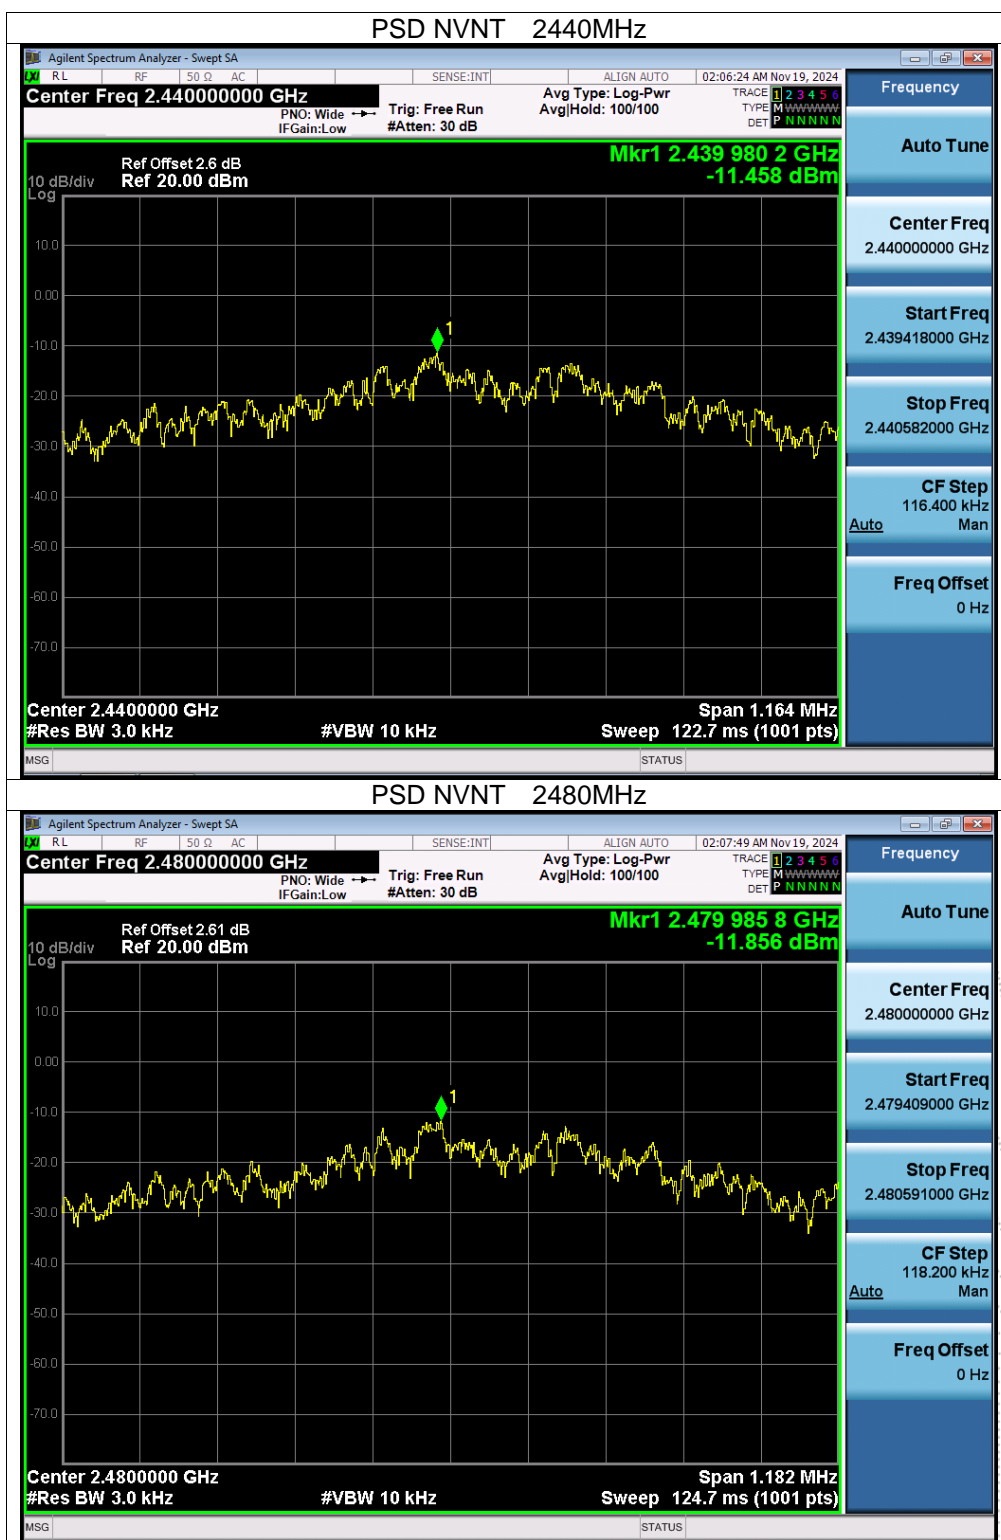 PSD NVNT 2440MHz
Agilent Spectrum Analyzer - Swept SA
LXI RL RF 50 Ω AC SENSE:INT ALIGN AUTO 02:06:24 AM Nov 19, 2024
Center Freq 2.440000000 GHz
PNO: Wide
IFGain:Low
Trig: Free Run
#Atten: 30 dB
Avg Type: Log-Pwr
Avg|Hold: 100/100
TRACE 1 2 3 4 5 6
TYPE M WWWWW
DET P N N N N N
Frequency
Auto Tune
Center Freq
2.440000000 GHz
Start Freq
2.439418000 GHz
Stop Freq
2.440582000 GHz
CF Step
116.400 kHz
Auto Man
Freq Offset
0 Hz
Mkr1 2.439 980 2 GHz
-11.458 dBm
Ref Offset 2.6 dB
10 dB/div Ref 20.00 dBm
Log
1
10.0
0.00
-10.0
-20.0
-30.0
-40.0
-50.0
-60.0
-70.0
Center 2.4400000 GHz Span 1.164 MHz
#Res BW 3.0 kHz #VBW 10 kHz Sweep 122.7 ms (1001 pts)
MSG STATUS
PSD NVNT 2480MHz
Agilent Spectrum Analyzer - Swept SA
LXI RL RF 50 Ω AC SENSE:INT ALIGN AUTO 02:07:49 AM Nov 19, 2024
Center Freq 2.480000000 GHz
PNO: Wide
IFGain:Low
Trig: Free Run
#Atten: 30 dB
Avg Type: Log-Pwr
Avg|Hold: 100/100
TRACE 1 2 3 4 5 6
TYPE M WWWWW
DET P N N N N N
Frequency
Auto Tune
Center Freq
2.480000000 GHz
Start Freq
2.479409000 GHz
Stop Freq
2.480591000 GHz
CF Step
118.200 kHz
Auto Man
Freq Offset
0 Hz
Mkr1 2.479 985 8 GHz
-11.856 dBm
Ref Offset 2.61 dB
10 dB/div Ref 20.00 dBm
Log
1
10.0
0.00
-10.0
-20.0
-30.0
-40.0
-50.0
-60.0
-70.0
Center 2.4800000 GHz Span 1.182 MHz
#Res BW 3.0 kHz #VBW 10 kHz Sweep 124.7 ms (1001 pts)
MSG STATUS